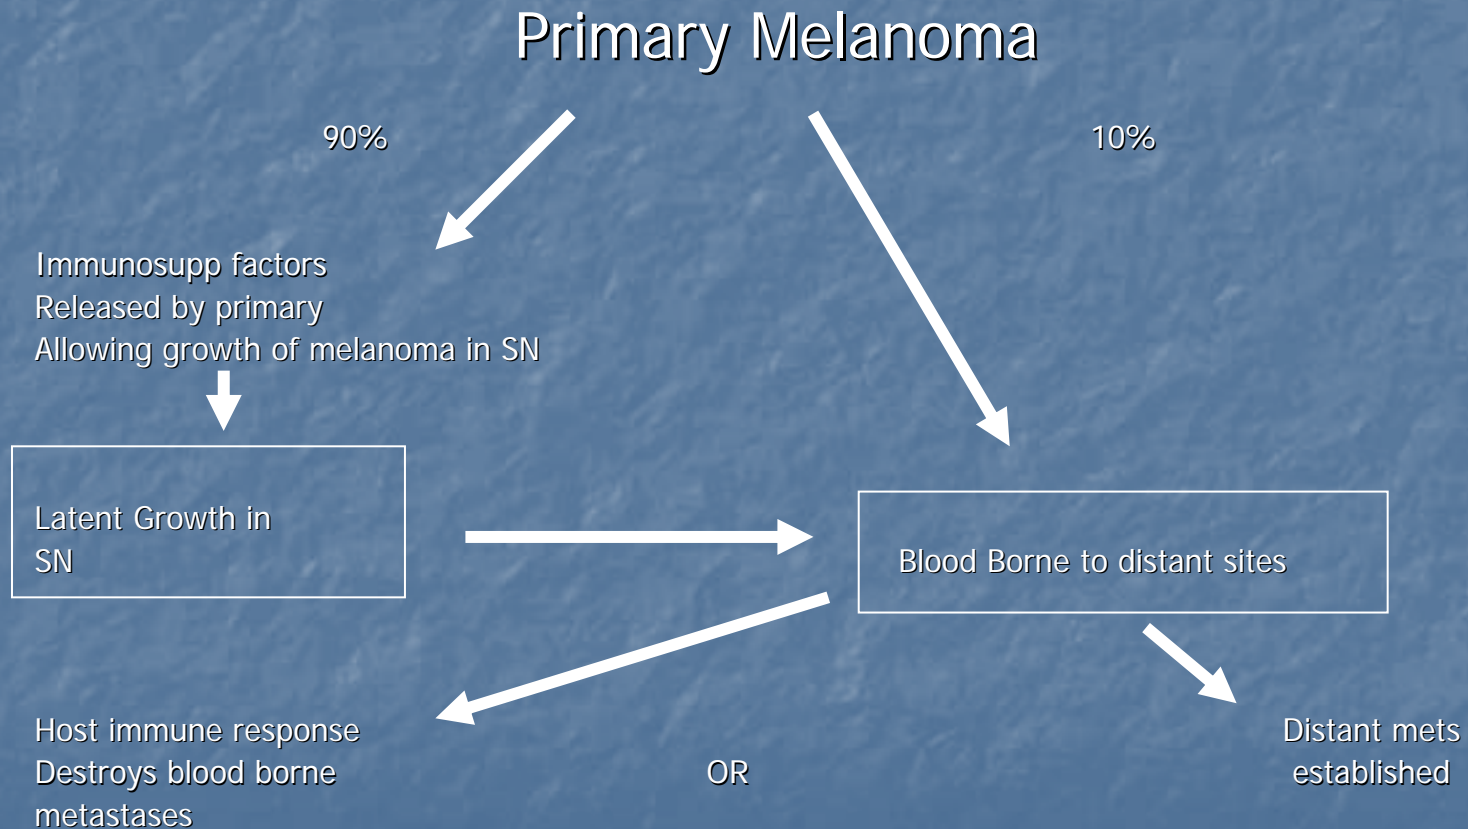 Primary Melanoma
90%
10%
Immunosupp factors
Released by primary
Allowing growth of melanoma in SN
Latent Growth in
SN
Blood Borne to distant sites
Host immune response
Destroys blood borne
metastases
OR
Distant mets
established